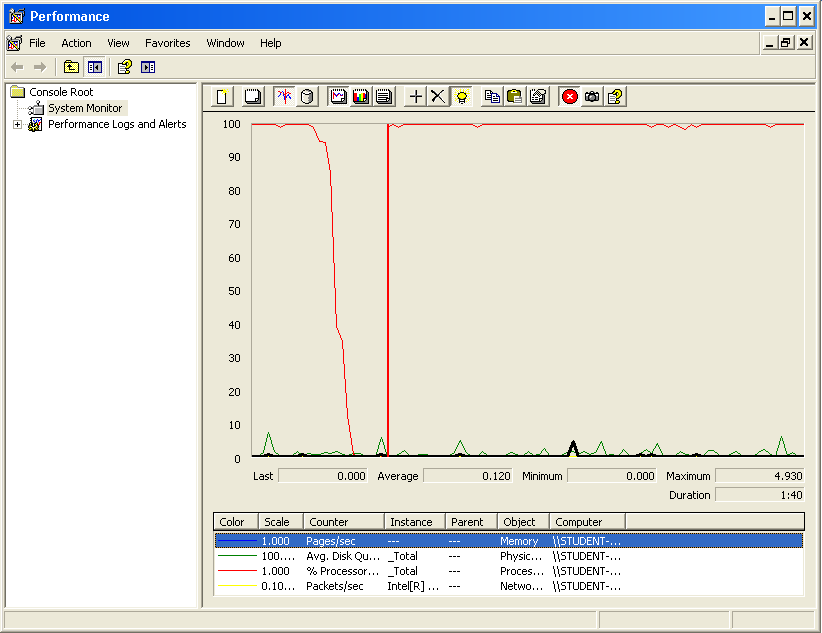 Performance
File Action View Favorites Window Help
Console Root
System Monitor
Performance Logs and Alerts
100
90
80
70
60
50
40
30
20
10
0
Last 0.000 Average 0.120 Minimum 0.000 Maximum 4.930
Duration 1:40
Color Scale Counter Instance Parent Object Computer
1.000 Pages/sec --- --- Memory \\STUDENT-...
100.... Avg. Disk Qu... _Total --- Physic... \\STUDENT-...
1.000 % Processor... _Total --- Proces... \\STUDENT-...
0.10... Packets/sec Intel[R] ... --- Netwo... \\STUDENT-...